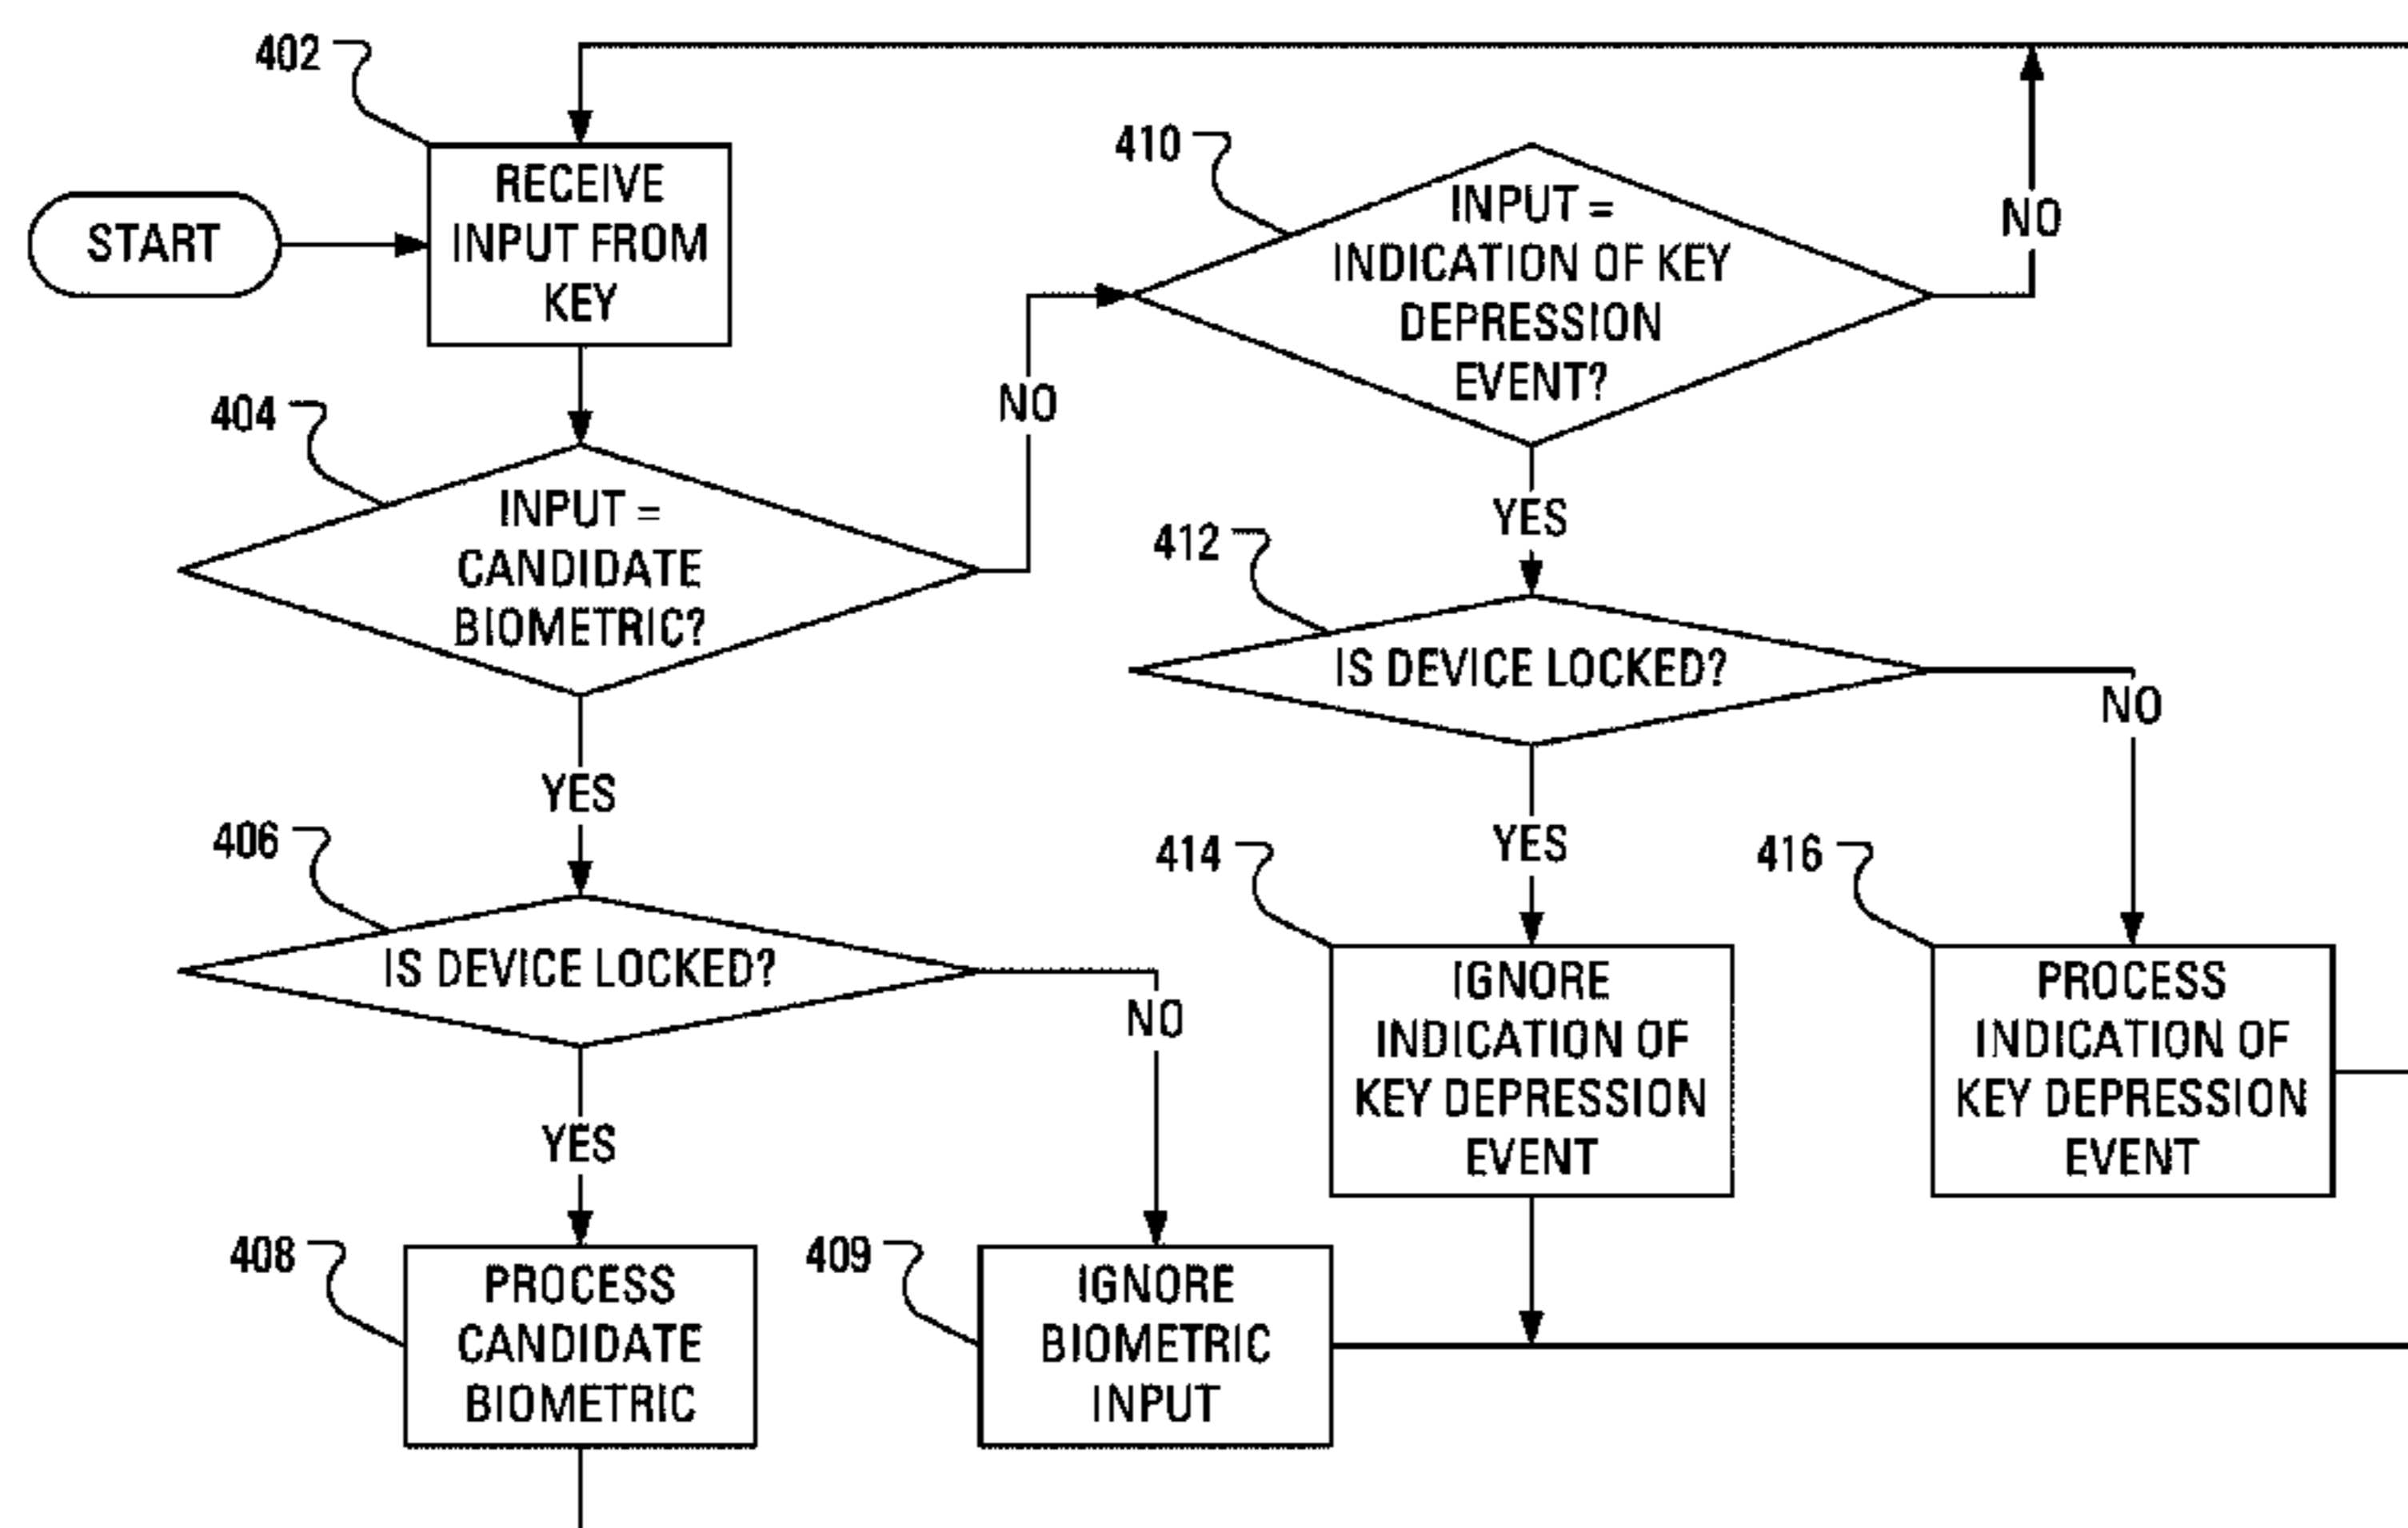 402
START
RECEIVE
INPUT FROM
KEY
404
INPUT =
CANDIDATE
BIOMETRIC?
NO
YES
406
IS DEVICE LOCKED?
NO
YES
408
PROCESS
CANDIDATE
BIOMETRIC
409
IGNORE
BIOMETRIC
INPUT
410
INPUT =
INDICATION OF KEY
DEPRESSION
EVENT?
NO
YES
412
IS DEVICE LOCKED?
NO
YES
414
IGNORE
INDICATION OF
KEY DEPRESSION
EVENT
416
PROCESS
INDICATION OF
KEY DEPRESSION
EVENT